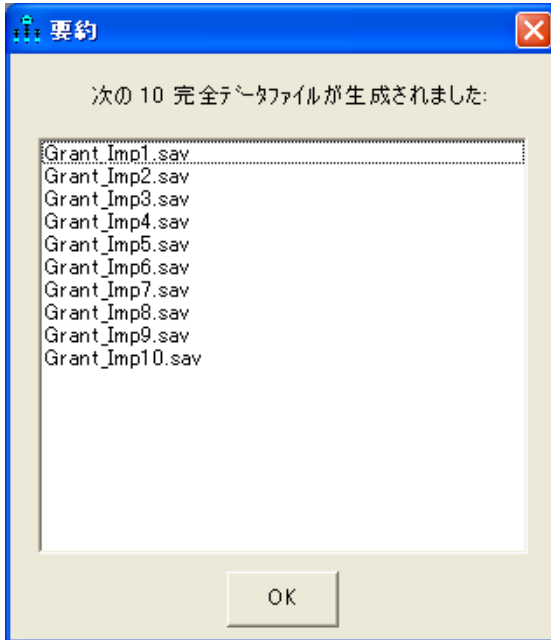 要約
次の 10 完全ﾃﾞｰﾀﾌｧｲﾙが生成されました:
Grant_Imp1.sav
Grant_Imp2.sav
Grant_Imp3.sav
Grant_Imp4.sav
Grant_Imp5.sav
Grant_Imp6.sav
Grant_Imp7.sav
Grant_Imp8.sav
Grant_Imp9.sav
Grant_Imp10.sav
OK